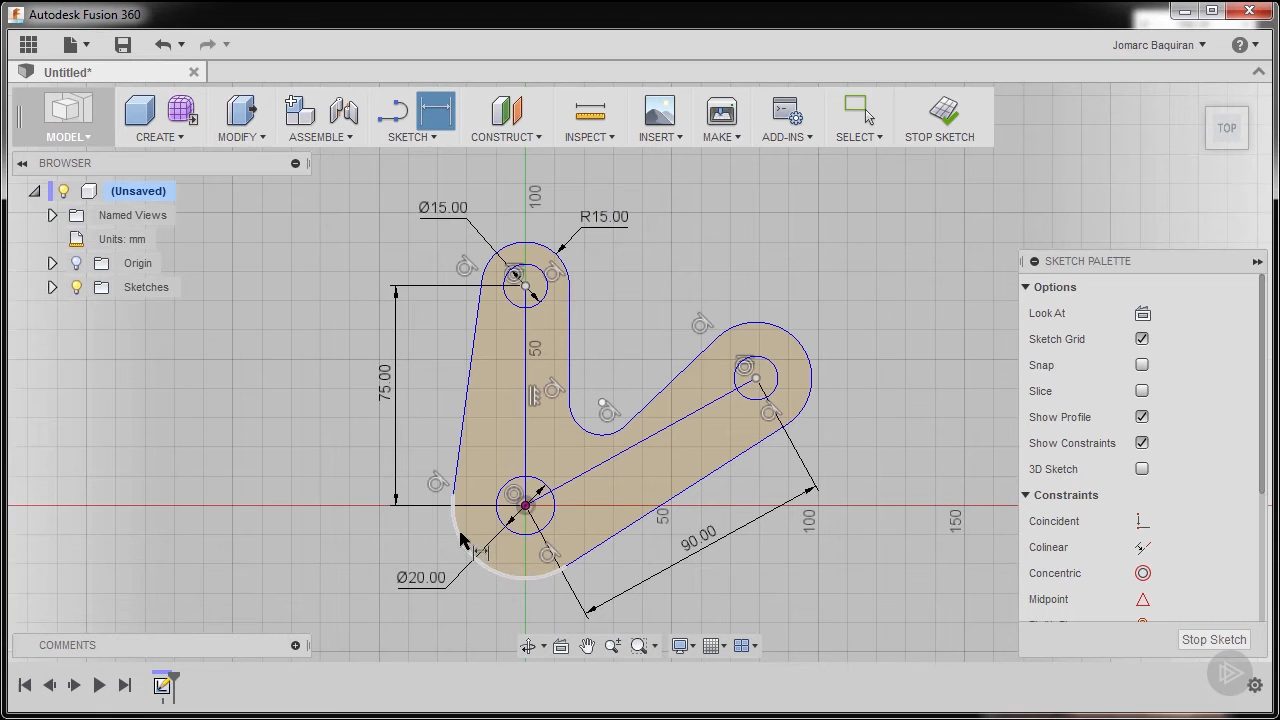 Autodesk Fusion 360
Jomarc Baquiran
Untitled*
MODEL
CREATE
MODIFY
ASSEMBLE
SKETCH
CONSTRUCT
INSPECT
INSERT
MAKE
ADD-INS
SELECT
STOP SKETCH
TOP
BROWSER
(Unsaved)
Named Views
Units: mm
Origin
Sketches
Ø15.00
100
R15.00
50
75.00
50
100
150
90.00
Ø20.00
SKETCH PALETTE
Options
Look At
Sketch Grid
Snap
Slice
Show Profile
Show Constraints
3D Sketch
Constraints
Coincident
Colinear
Concentric
Midpoint
Stop Sketch
COMMENTS